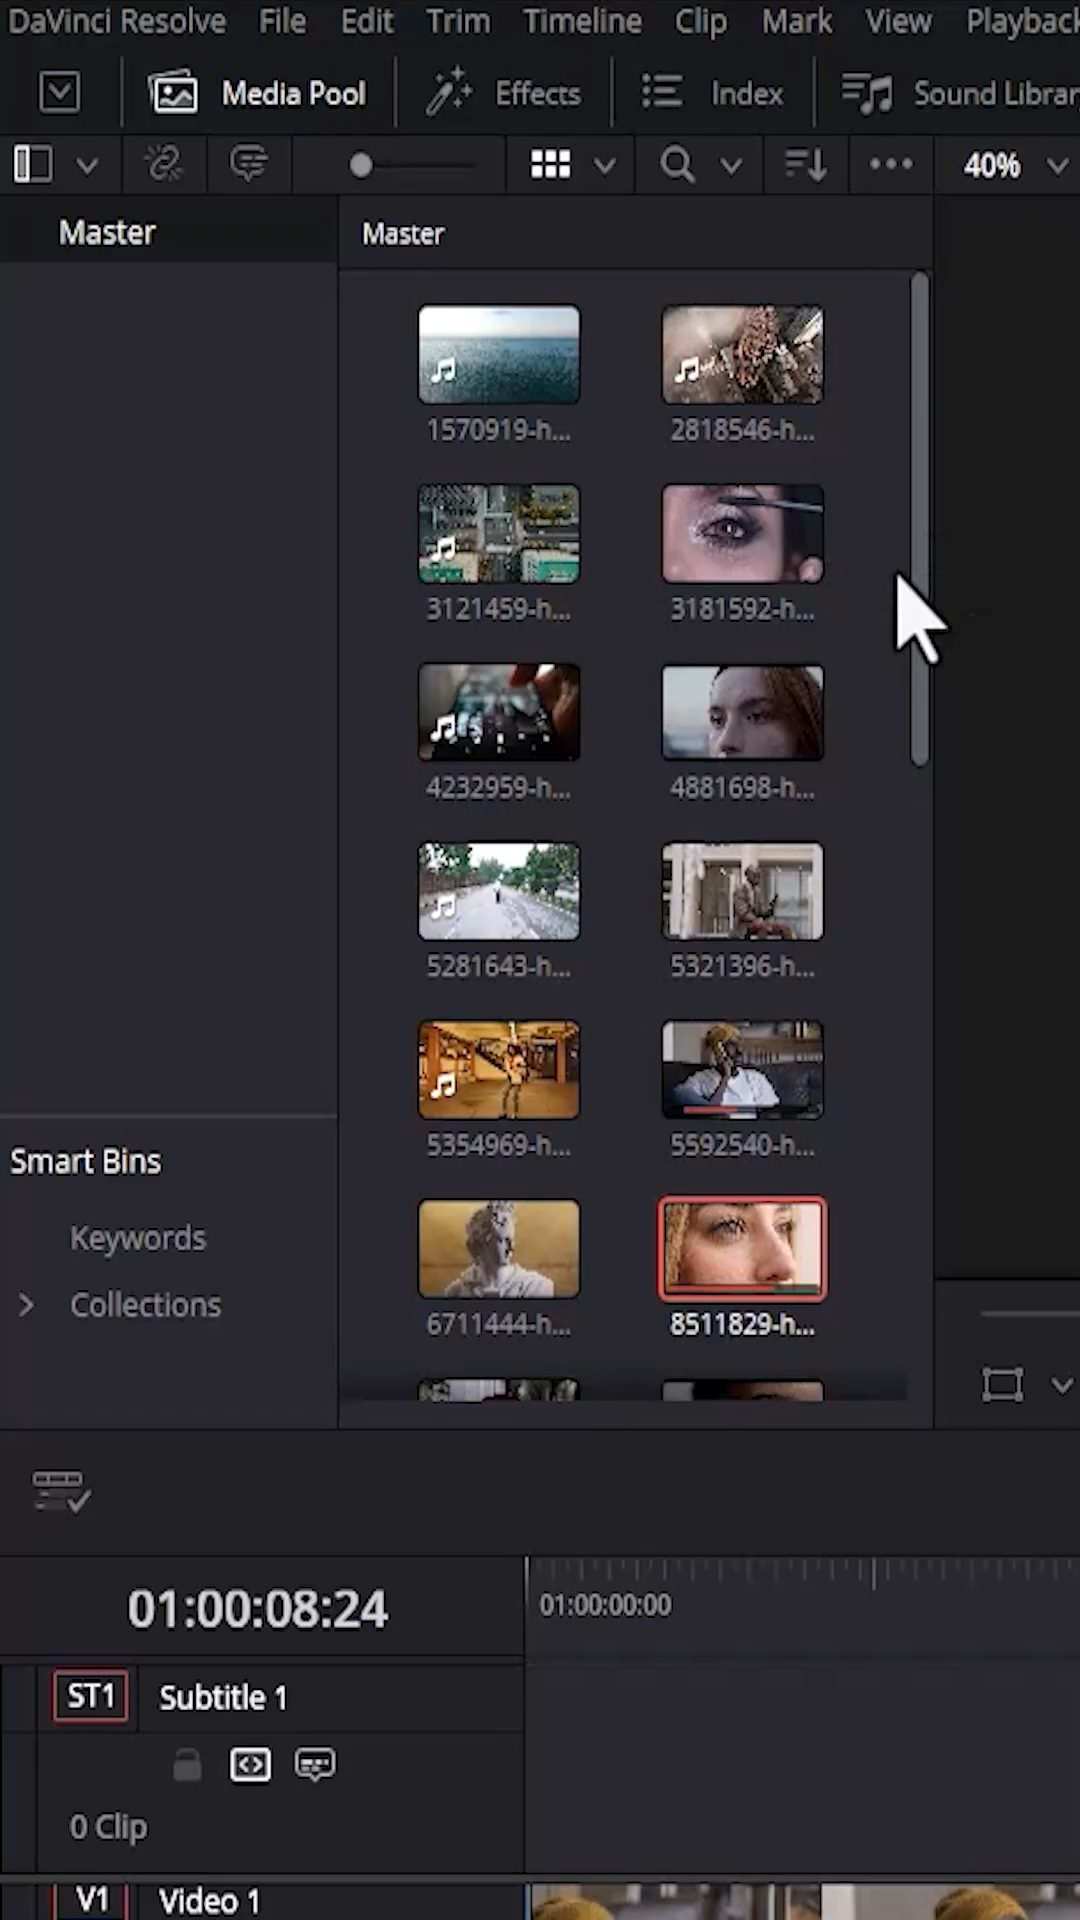 DaVinci Resolve File Edit Trim Timeline Clip Mark View Playback
Media Pool Effects Index Sound Librar
40%
Master
Master
1570919-h... 2818546-h...
3121459-h... 3181592-h...
4232959-h... 4881698-h...
5281643-h... 5321396-h...
5354969-h... 5592540-h...
6711444-h... 8511829-h...
Smart Bins
Keywords
Collections
01:00:08:24
01:00:00:00
ST1 Subtitle 1
0 Clip
V1 Video 1